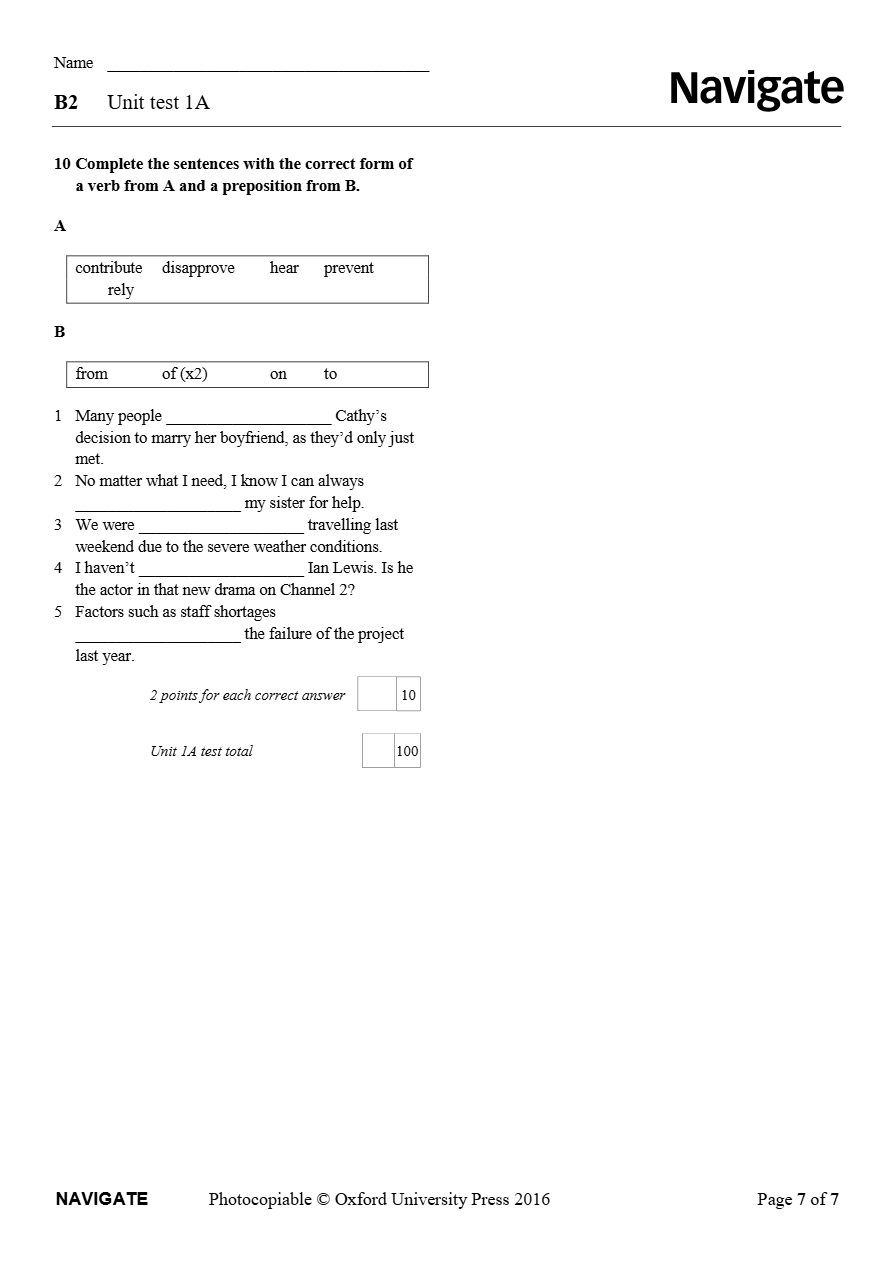 Name ______________________________________
Navigate
B2 Unit test 1A
10 Complete the sentences with the correct form of
a verb from A and a preposition from B.
A
contribute disapprove hear prevent
rely
B
from of (x2) on to
1 Many people ____________________ Cathy’s
decision to marry her boyfriend, as they’d only just
met.
2 No matter what I need, I know I can always
____________________ my sister for help.
3 We were ____________________ travelling last
weekend due to the severe weather conditions.
4 I haven’t ____________________ Ian Lewis. Is he
the actor in that new drama on Channel 2?
5 Factors such as staff shortages
____________________ the failure of the project
last year.
2 points for each correct answer 10
Unit 1A test total 100
NAVIGATE Photocopiable © Oxford University Press 2016 Page 7 of 7